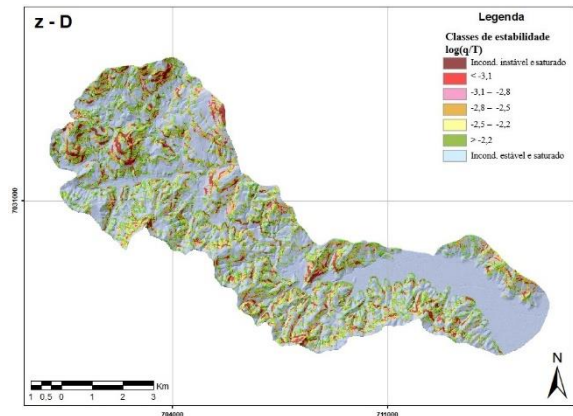 z - D
Legenda
Classes de estabilidade
log(q/T)
Incond. instável e saturado
< -3,1
-3,1 – -2,8
-2,8 – -2,5
-2,5 – -2,2
> -2,2
Incond. estável e saturado
7031000
N
Km
1 0.5 0 1 2 3
704000
711000